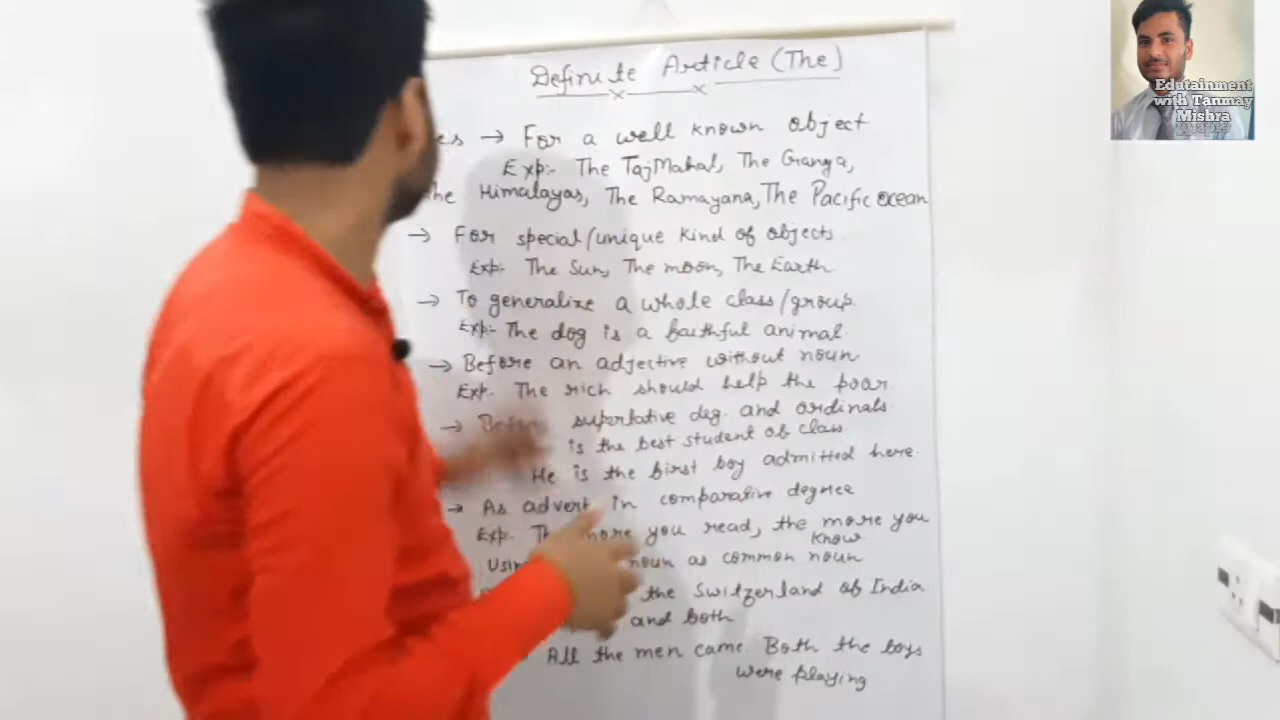 Definite Article (The)
es → For a well known object
Exp:- The TajMahal, The Ganga,
he Himalayas, The Ramayana, The Pacific ocean
→ For special/unique kind of objects
Exp:- The Sun, The moon, The Earth
→ To generalize a whole class/group.
Exp:- The dog is a faithful animal.
→ Before an adjective without noun
Exp. The rich should help the poor.
→ superlative deg. and ordinals.
is the best student of class.
He is the first boy admitted here.
→ As advert in comparative degree
Exp:- more you read, the more you
know
noun as common noun
the Switzerland of India
and both
All the men came. Both the boys
were playing
Edutainment
with Tanmay
Mishra